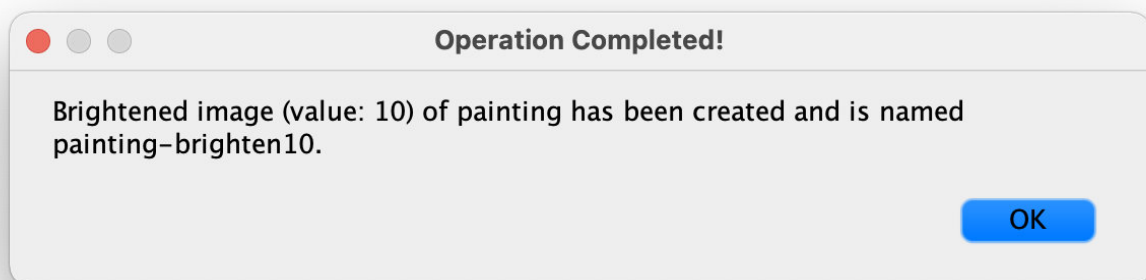 Operation Completed!
Brightened image (value: 10) of painting has been created and is named
painting-brighten10.
OK